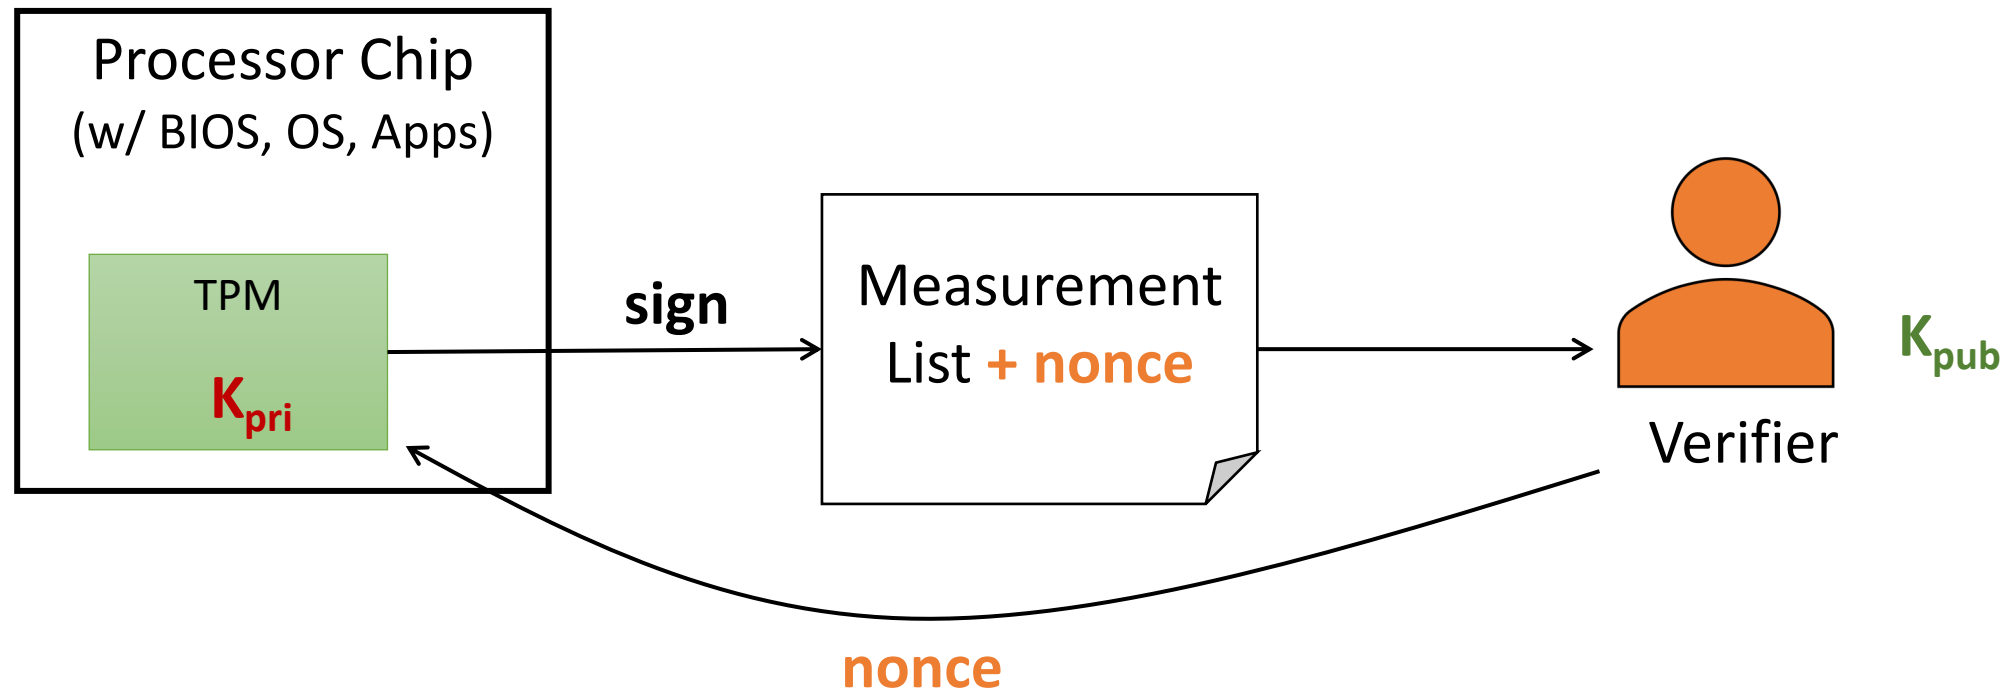 Processor Chip
(w/ BIOS, OS, Apps)
TPM
Kpri
sign
Measurement
List + nonce
Verifier
Kpub
nonce